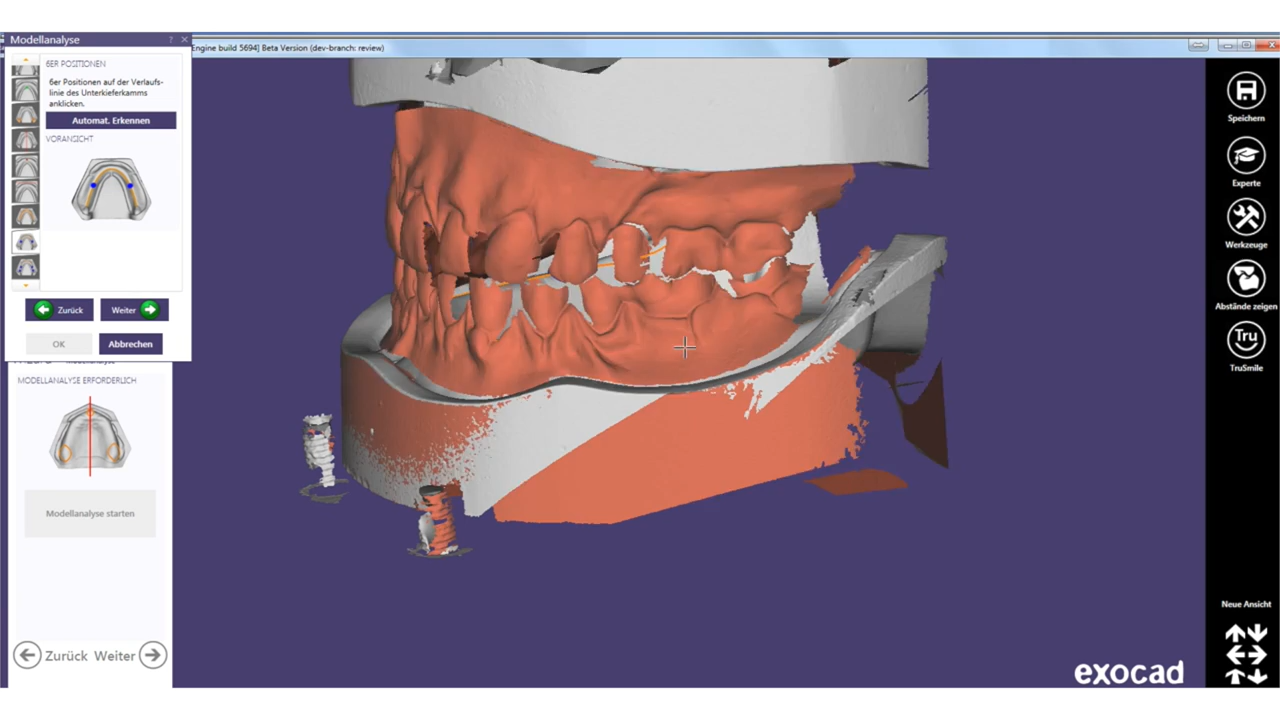 Modellanalyse
Engine build 5694] Beta Version (dev-branch: review)
6ER POSITIONEN
6er Positionen auf der Verlaufs-
linie des Unterkieferkamms
anklicken.
Automat. Erkennen
VORANSICHT
Zurück
Weiter
OK
Abbrechen
MODELLANALYSE ERFORDERLICH
Modellanalyse starten
Zurück Weiter
Speichern
Experte
Werkzeuge
Abstände zeigen
Tru
TruSmile
Neue Ansicht
exocad